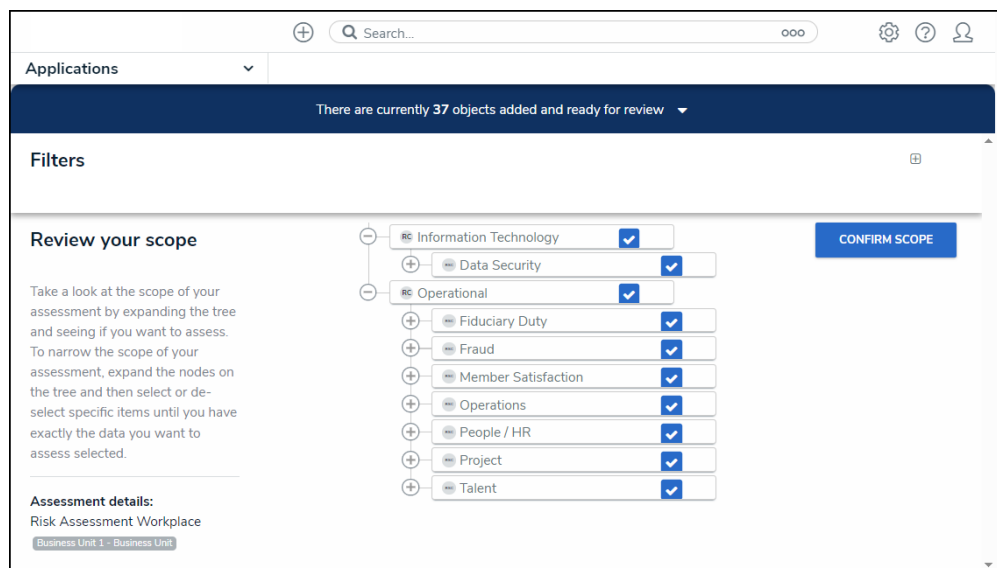 Search...
Applications
There are currently 37 objects added and ready for review
Filters
Review your scope
Take a look at the scope of your
assessment by expanding the tree
and seeing if you want to assess.
To narrow the scope of your
assessment, expand the nodes on
the tree and then select or de-
select specific items until you have
exactly the data you want to
assess selected.
Assessment details:
Risk Assessment Workplace
Business Unit 1 - Business Unit
RC Information Technology
Data Security
RC Operational
Fiduciary Duty
Fraud
Member Satisfaction
Operations
People / HR
Project
Talent
CONFIRM SCOPE